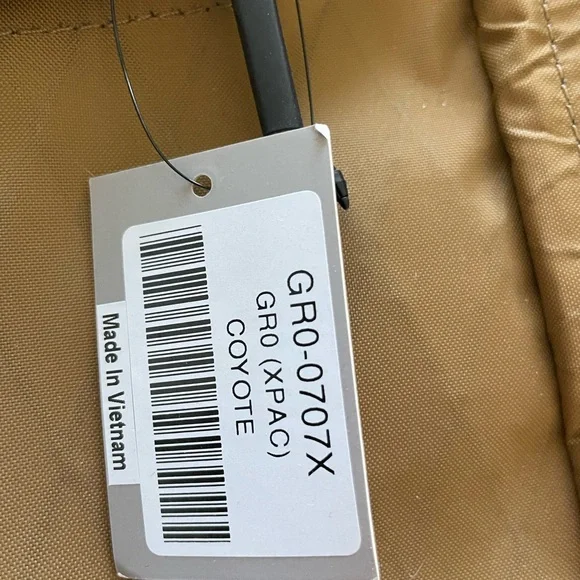 GR0-0707X
GR0 (XPAC)
COYOTE
Made In Vietnam